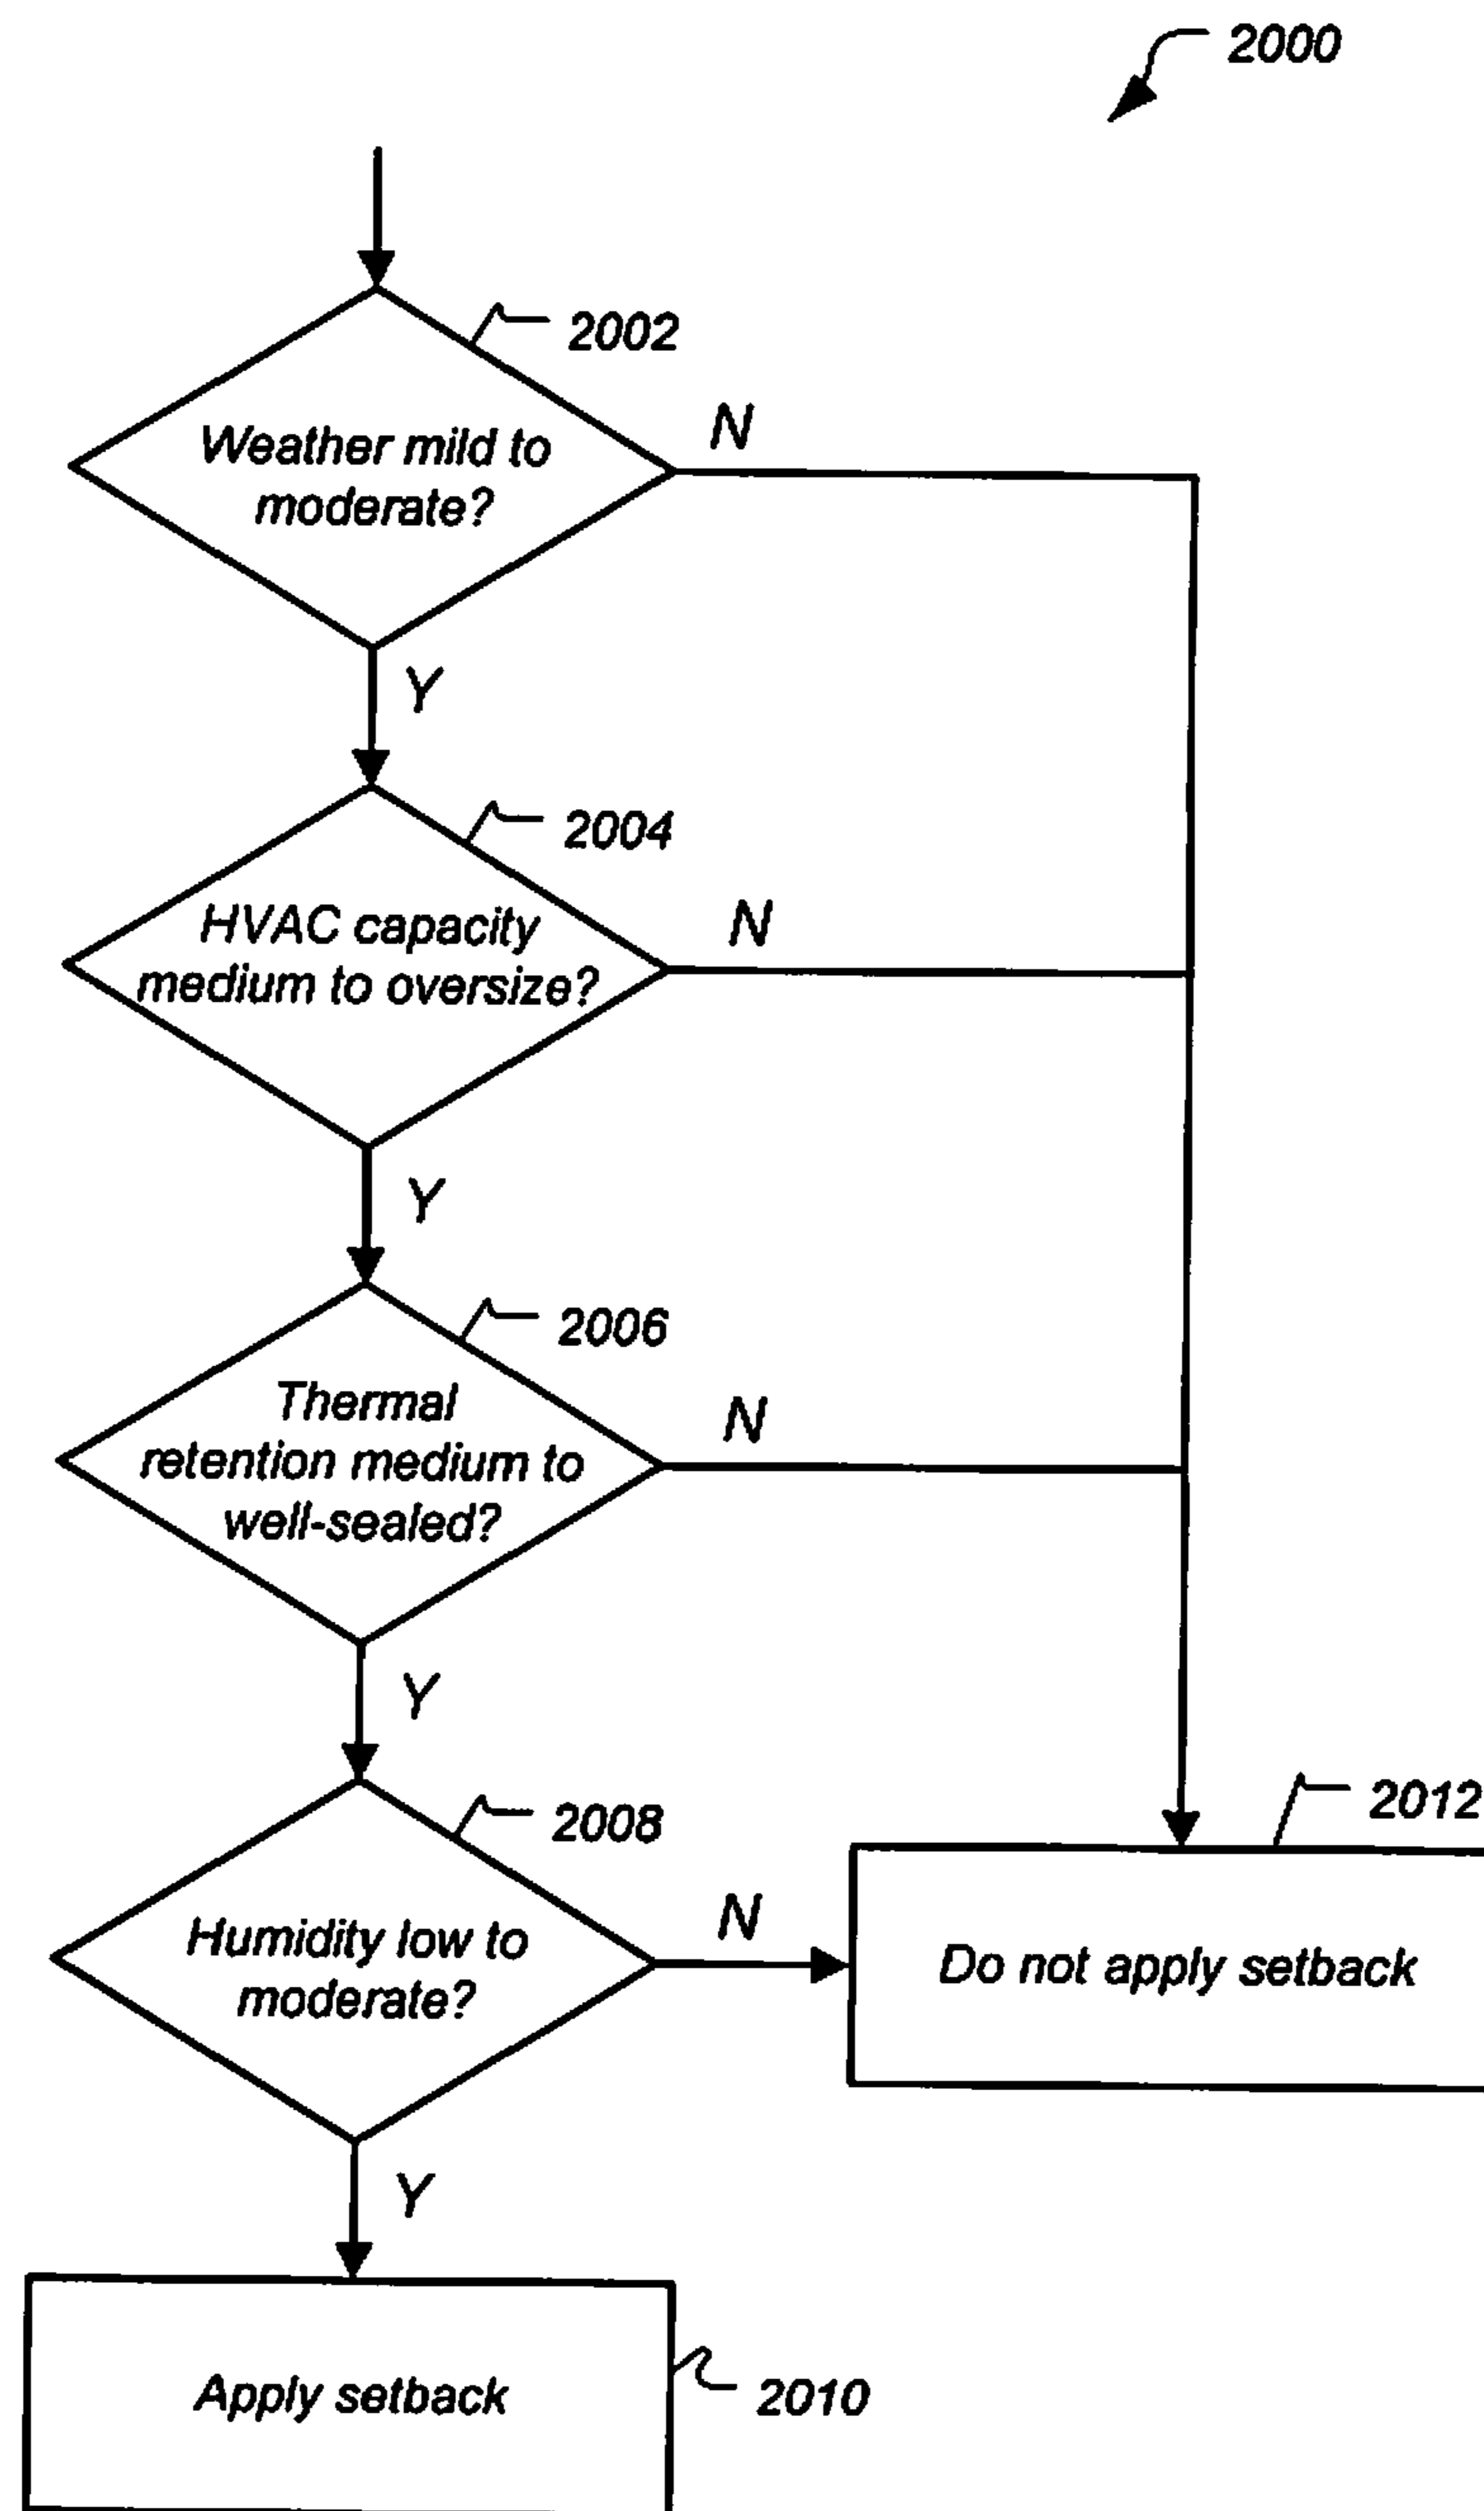 2000
2002
Weather mild to
moderate?
N
Y
2004
HVAC capacity
medium to oversize?
N
Y
2006
Thermal
retention medium to
well-sealed?
N
Y
2008
Humidity low to
moderate?
N
2012
Do not apply setback
Y
Apply setback
2010